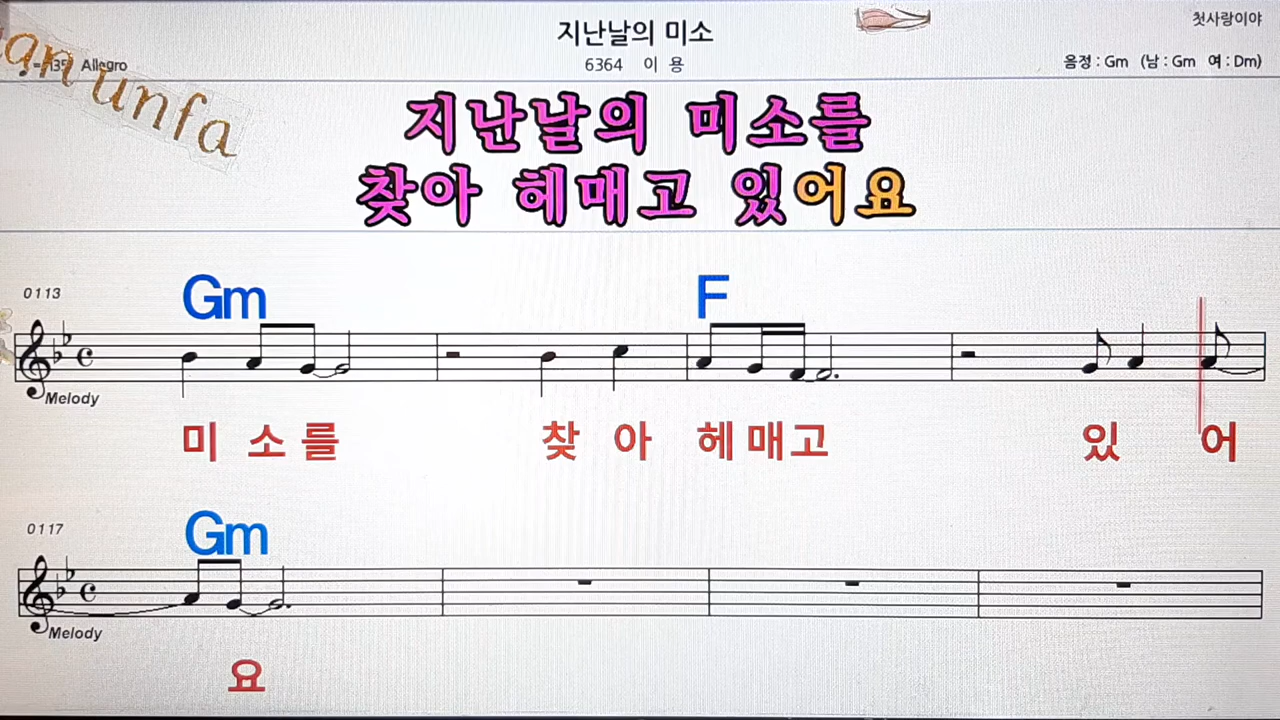 지난날의 미소
첫사랑이야
6364 이 용
Allegro
음정 : Gm (남 : Gm 여 : Dm)
unfa
지난날의 미소를
찾아 헤매고 있어요
0113
Gm F
Melody
미 소 를 찾 아 헤 매 고 있 어
0117
Gm
Melody
요